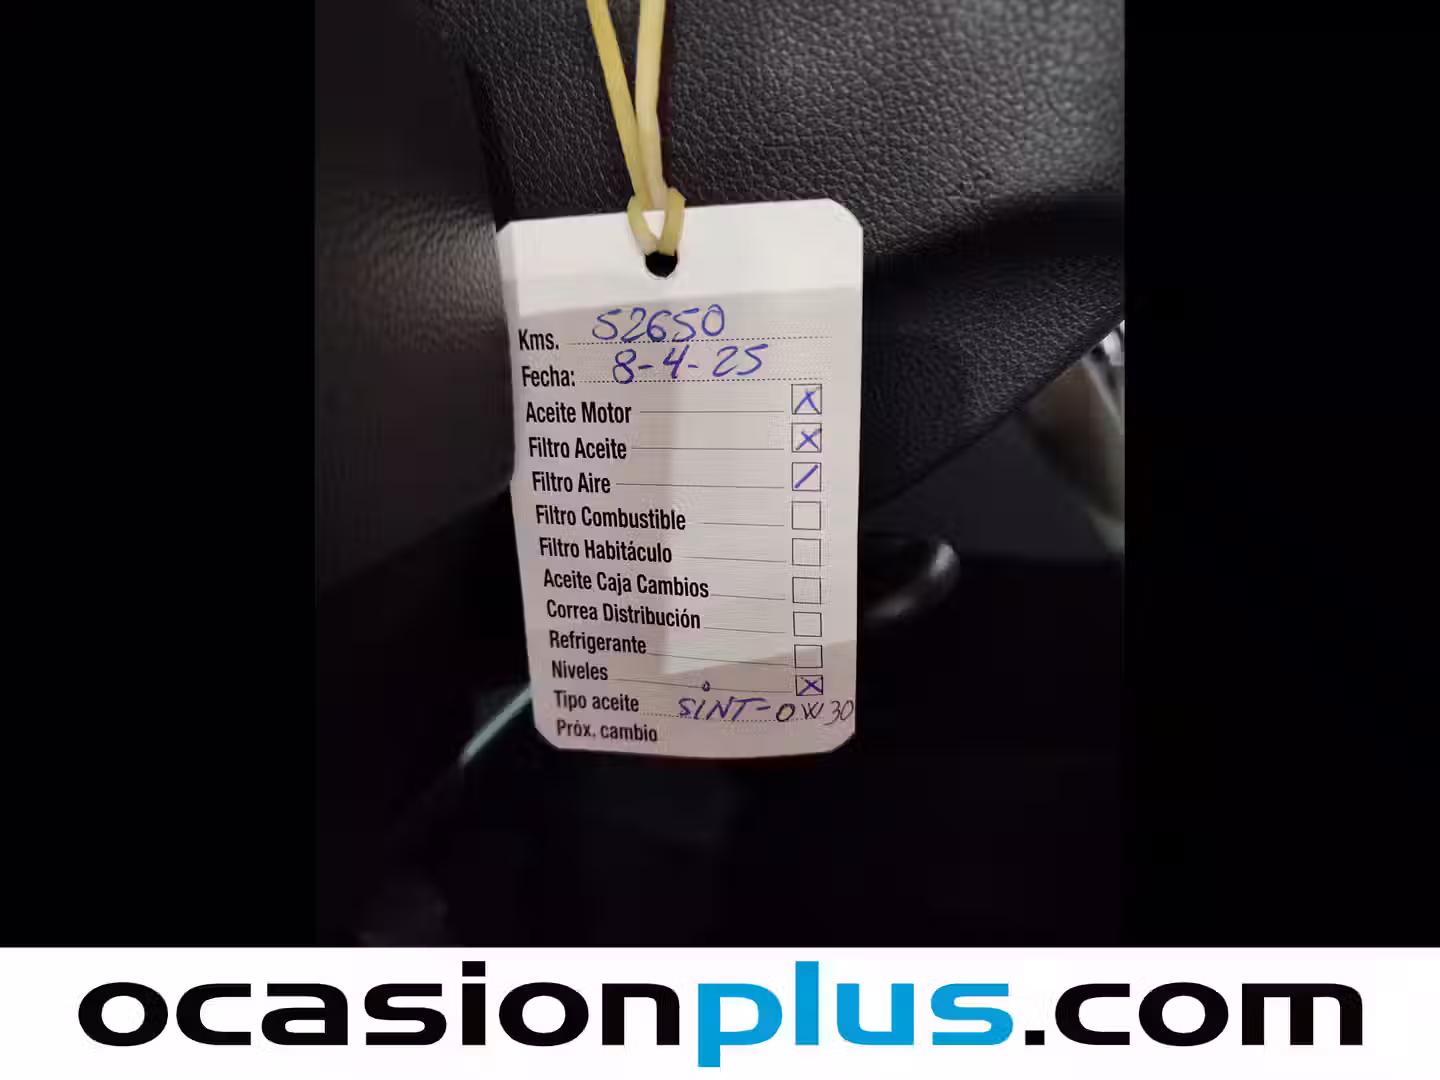 Kms. 52650
Fecha: 8-4-25
Aceite Motor X
Filtro Aceite X
Filtro Aire /
Filtro Combustible
Filtro Habitáculo
Aceite Caja Cambios
Correa Distribución
Refrigerante
Niveles X
Tipo aceite SINT-0W30
Próx. cambio
ocasionplus.com